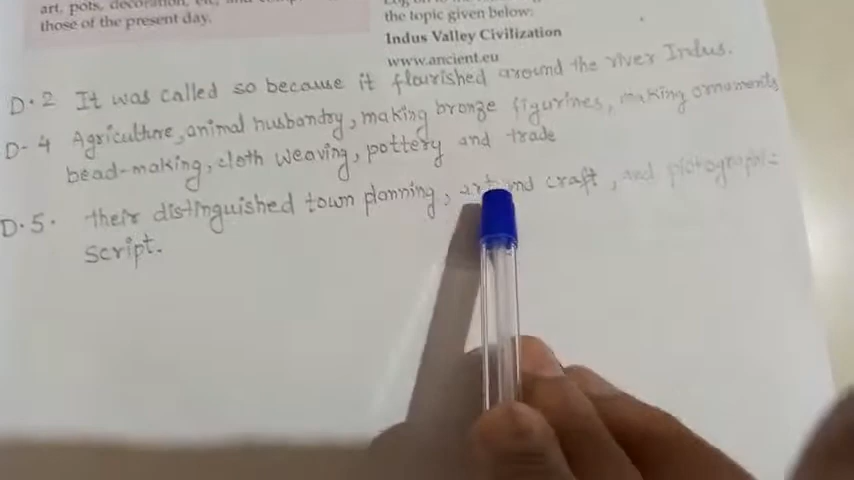 art, pots, decoration, etc, and
those of the present day.
the topic given below:
Indus Valley Civilization
www.ancient.eu
D.2 It was called so because it flourished around the river Indus.
D-4 Agriculture, animal husbandry, making bronze figurines, making ornaments
bead-making, cloth weaving, pottery and trade
D.5. their distinguished town planning, art and craft, and pictographic
script.